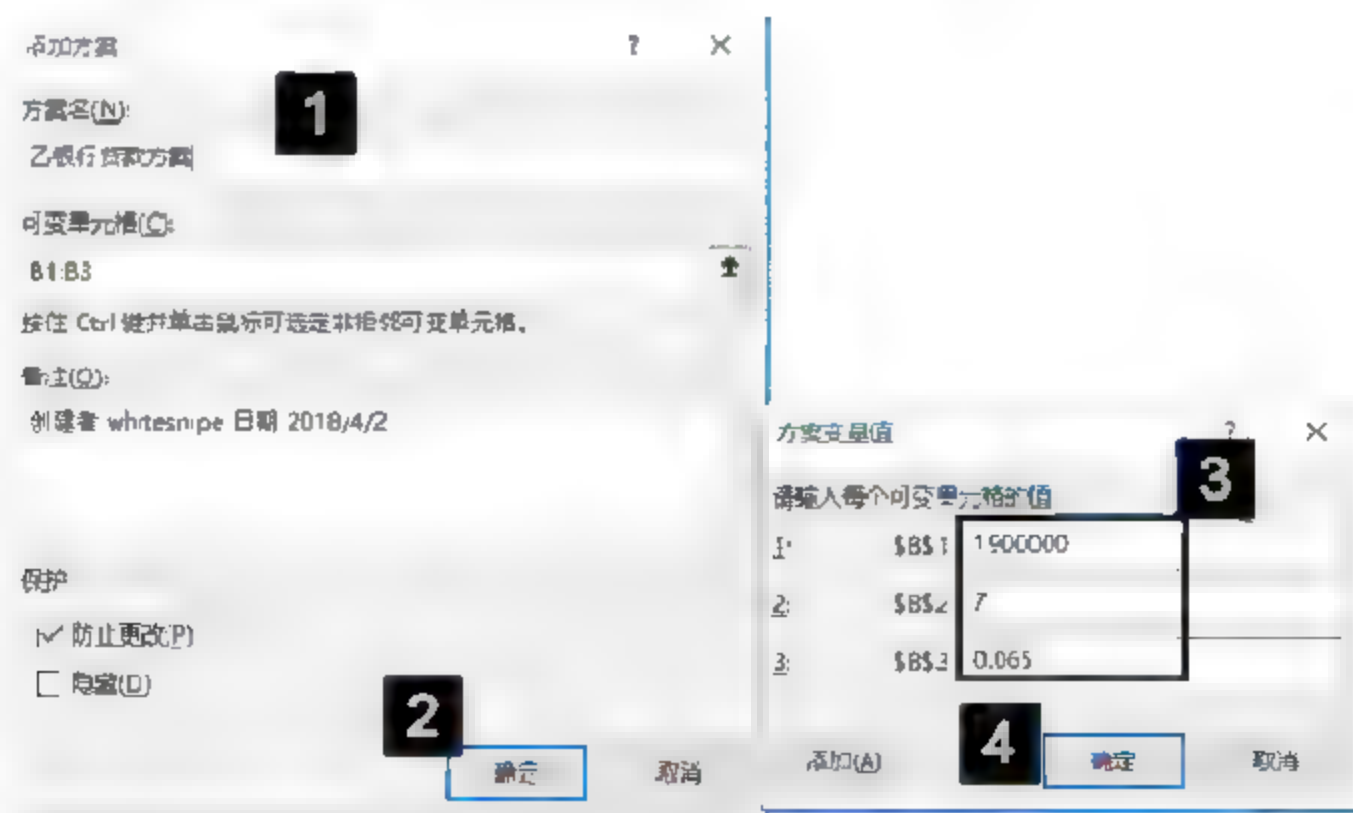 添加方案 ? ×
1
方案名(N):
乙银行贷款方案
可变单元格(C):
B1:B3
按住 Ctrl 键并单击鼠标可选定非相邻可变单元格。
备注(O):
创建者 whitesnipe 日期 2018/4/2
保护
防止更改(P)
隐藏(D)
2
确定 取消
方案变量值 ? ×
3
请输入每个可变单元格的值
1: $B$1 1900000
2: $B$2 7
3: $B$3 0.065
4
添加(A) 确定 取消